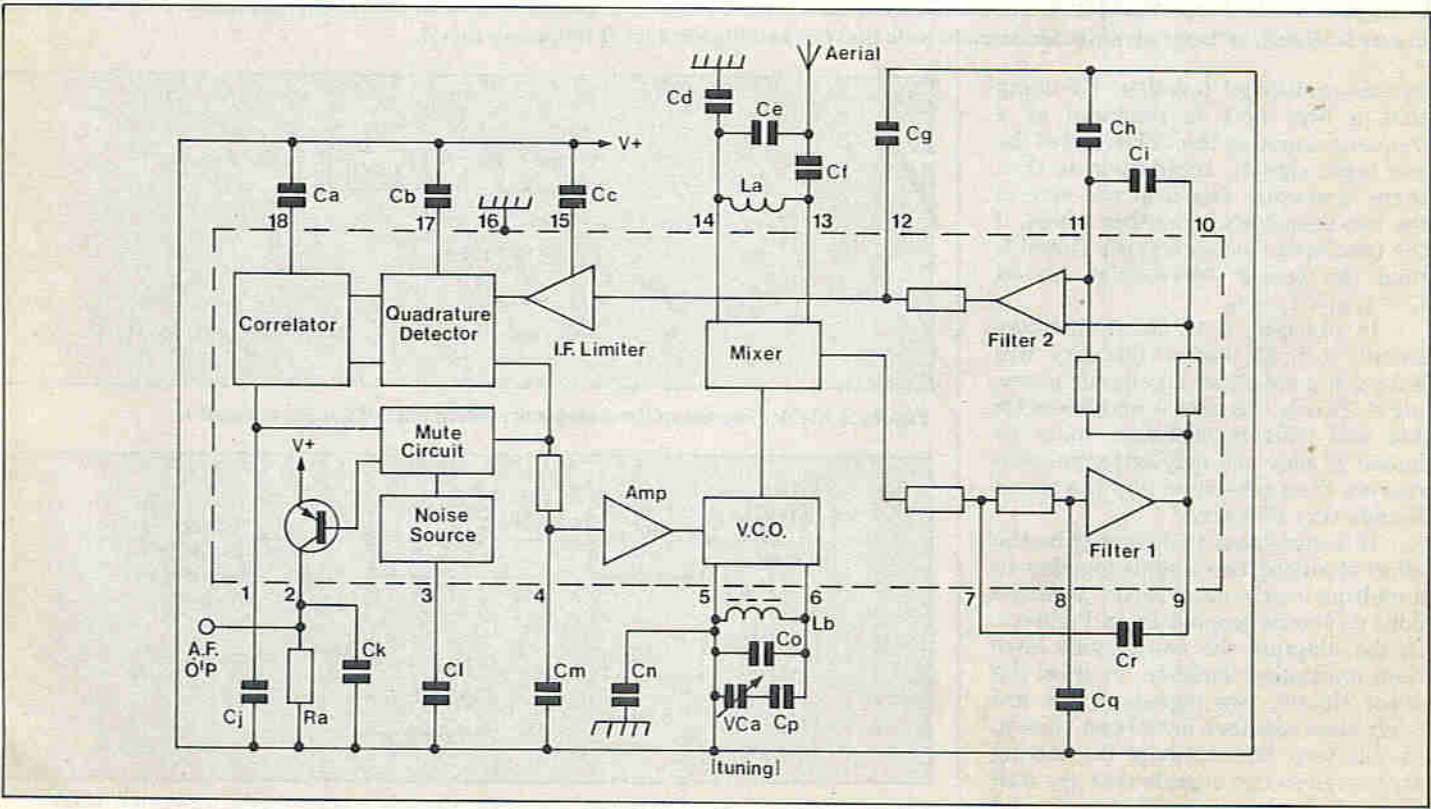 Aerial
Cd
Ce
Cg
Ch
Ci
V+
Cf
Ca
Cb
Cc
La
18
17
16
15
14
13
12
11
10
Correlator
Quadrature
Detector
I.F. Limiter
Mixer
Filter 2
Mute
Circuit
V+
Noise
Source
Amp
V.C.O.
Filter 1
1
2
3
4
5
6
7
8
9
Lb
A.F.
O'P
Ck
Co
Cr
Cj
Ra
Cl
Cm
Cn
VCa
Cp
Cq
|tuning|